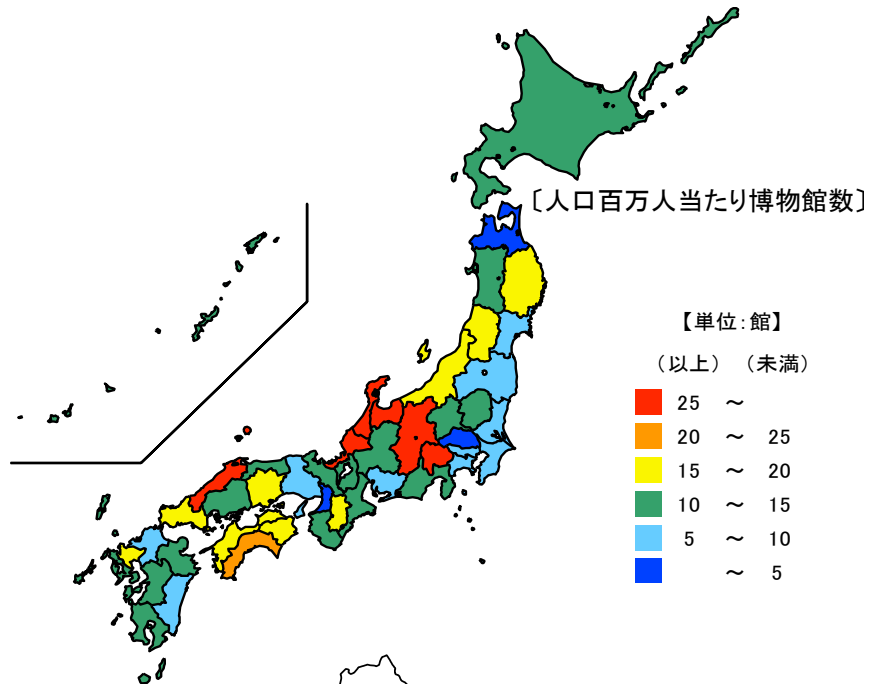 〔人口百万人当たり博物館数〕
【単位:館】
（以上）（未満）
25 ～
20 ～ 25
15 ～ 20
10 ～ 15
5 ～ 10
～ 5